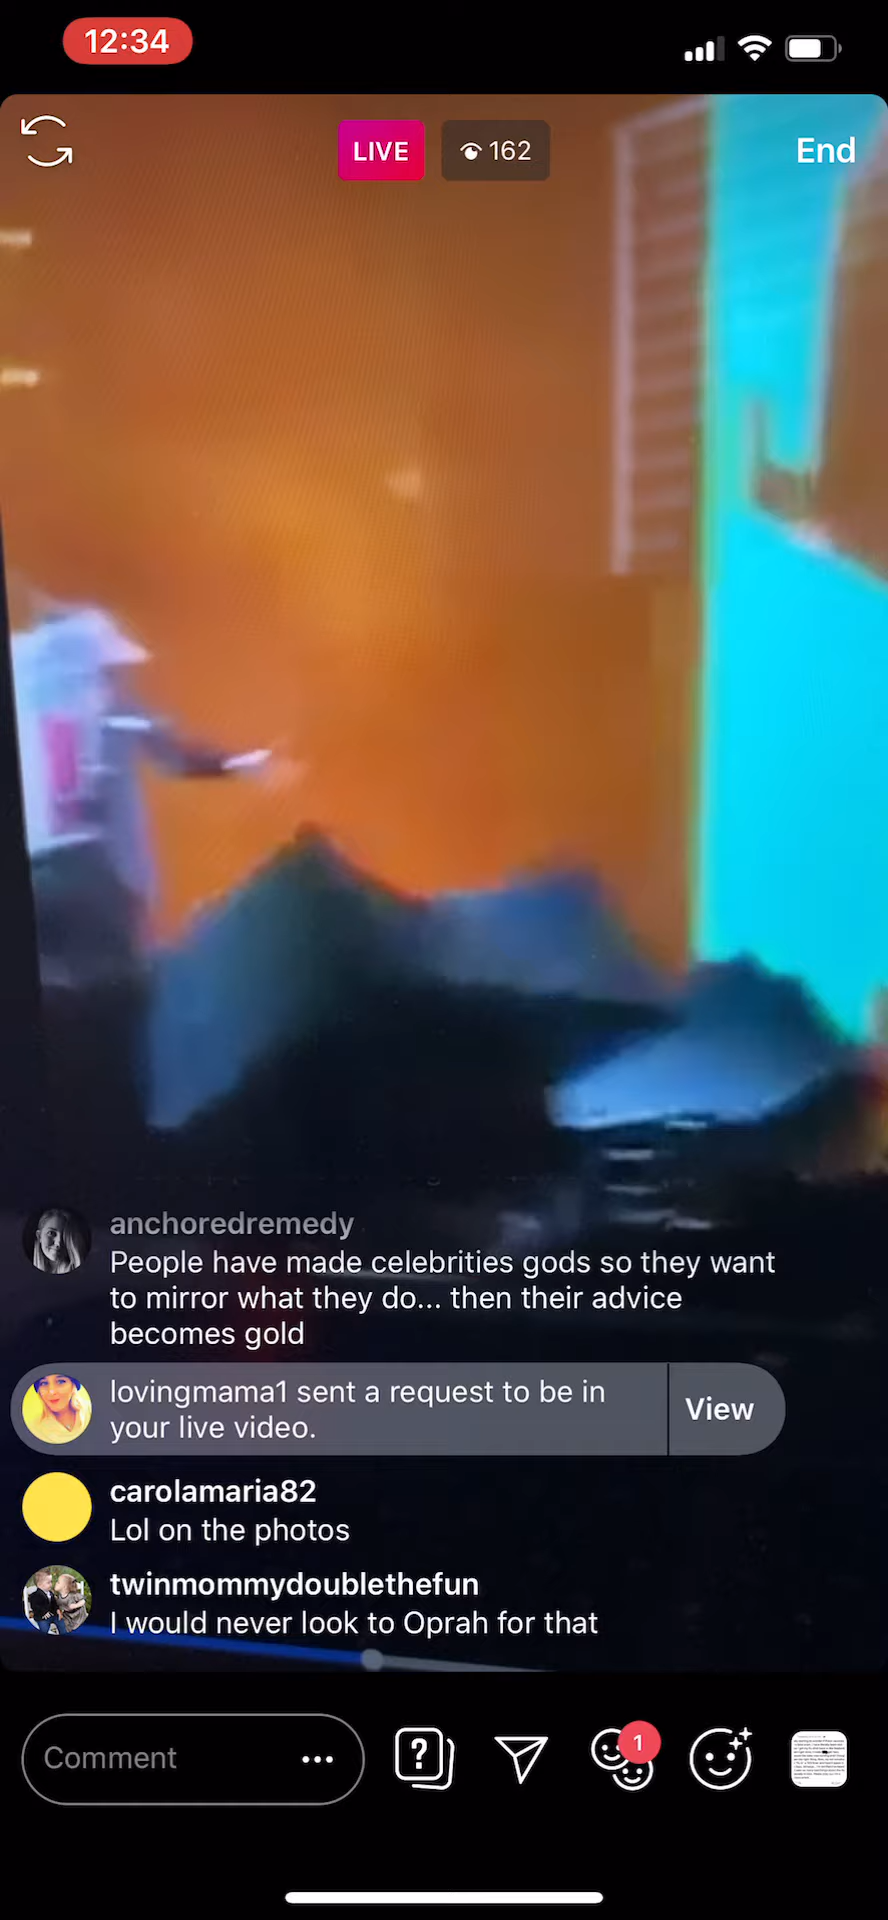 12:34
LIVE
162
End
anchoredremedy
People have made celebrities gods so they want
to mirror what they do... then their advice
becomes gold
lovingmama1 sent a request to be in
your live video.
View
carolamaria82
Lol on the photos
twinmommydoublethefun
I would never look to Oprah for that
Comment
1